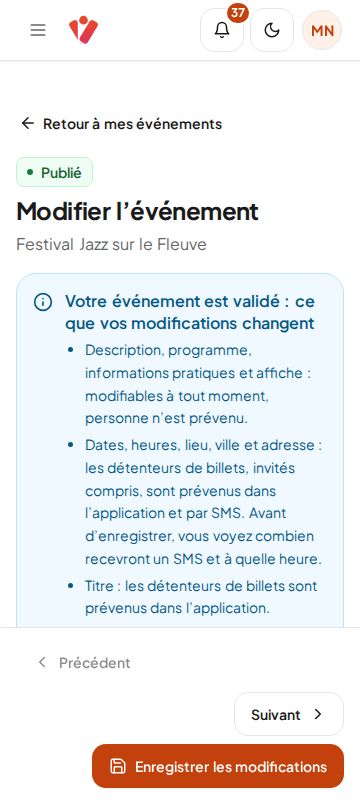 37
MN
Retour à mes événements
Publié
Modifier l’événement
Festival Jazz sur le Fleuve
Votre événement est validé : ce
que vos modifications changent
• Description, programme,
informations pratiques et affiche :
modifiables à tout moment,
personne n’est prévenu.
• Dates, heures, lieu, ville et adresse :
les détenteurs de billets, invités
compris, sont prévenus dans
l’application et par SMS. Avant
d’enregistrer, vous voyez combien
recevront un SMS et à quelle heure.
• Titre : les détenteurs de billets sont
prévenus dans l’application.
Précédent
Suivant
Enregistrer les modifications